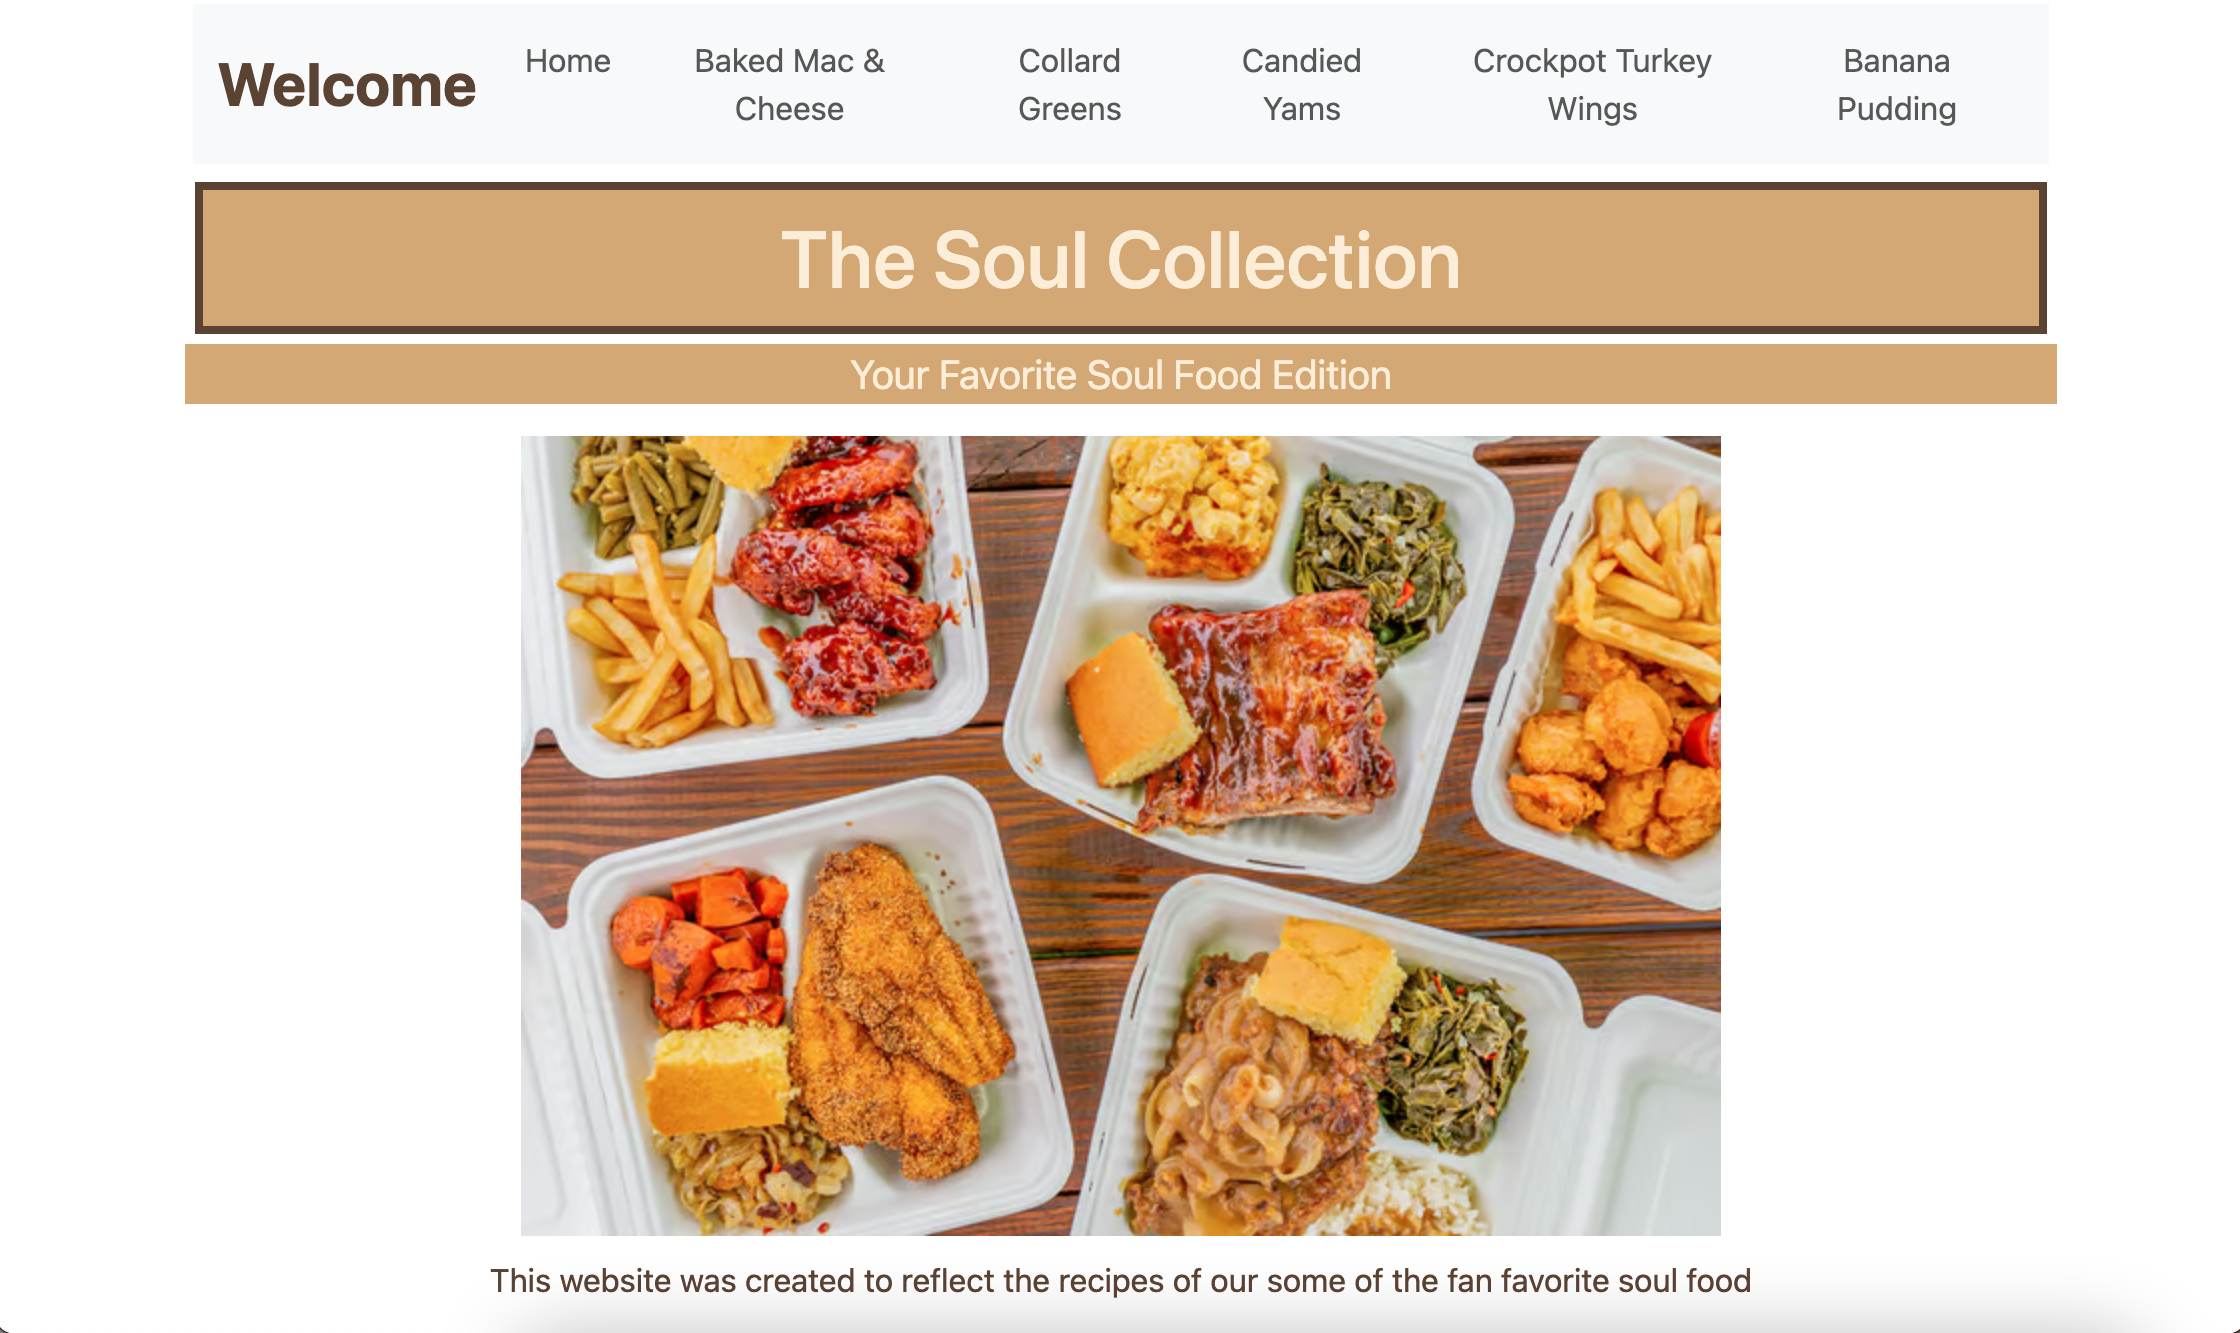 Welcome
Home
Baked Mac &
Cheese
Collard
Greens
Candied
Yams
Crockpot Turkey
Wings
Banana
Pudding
The Soul Collection
Your Favorite Soul Food Edition
This website was created to reflect the recipes of our some of the fan favorite soul food